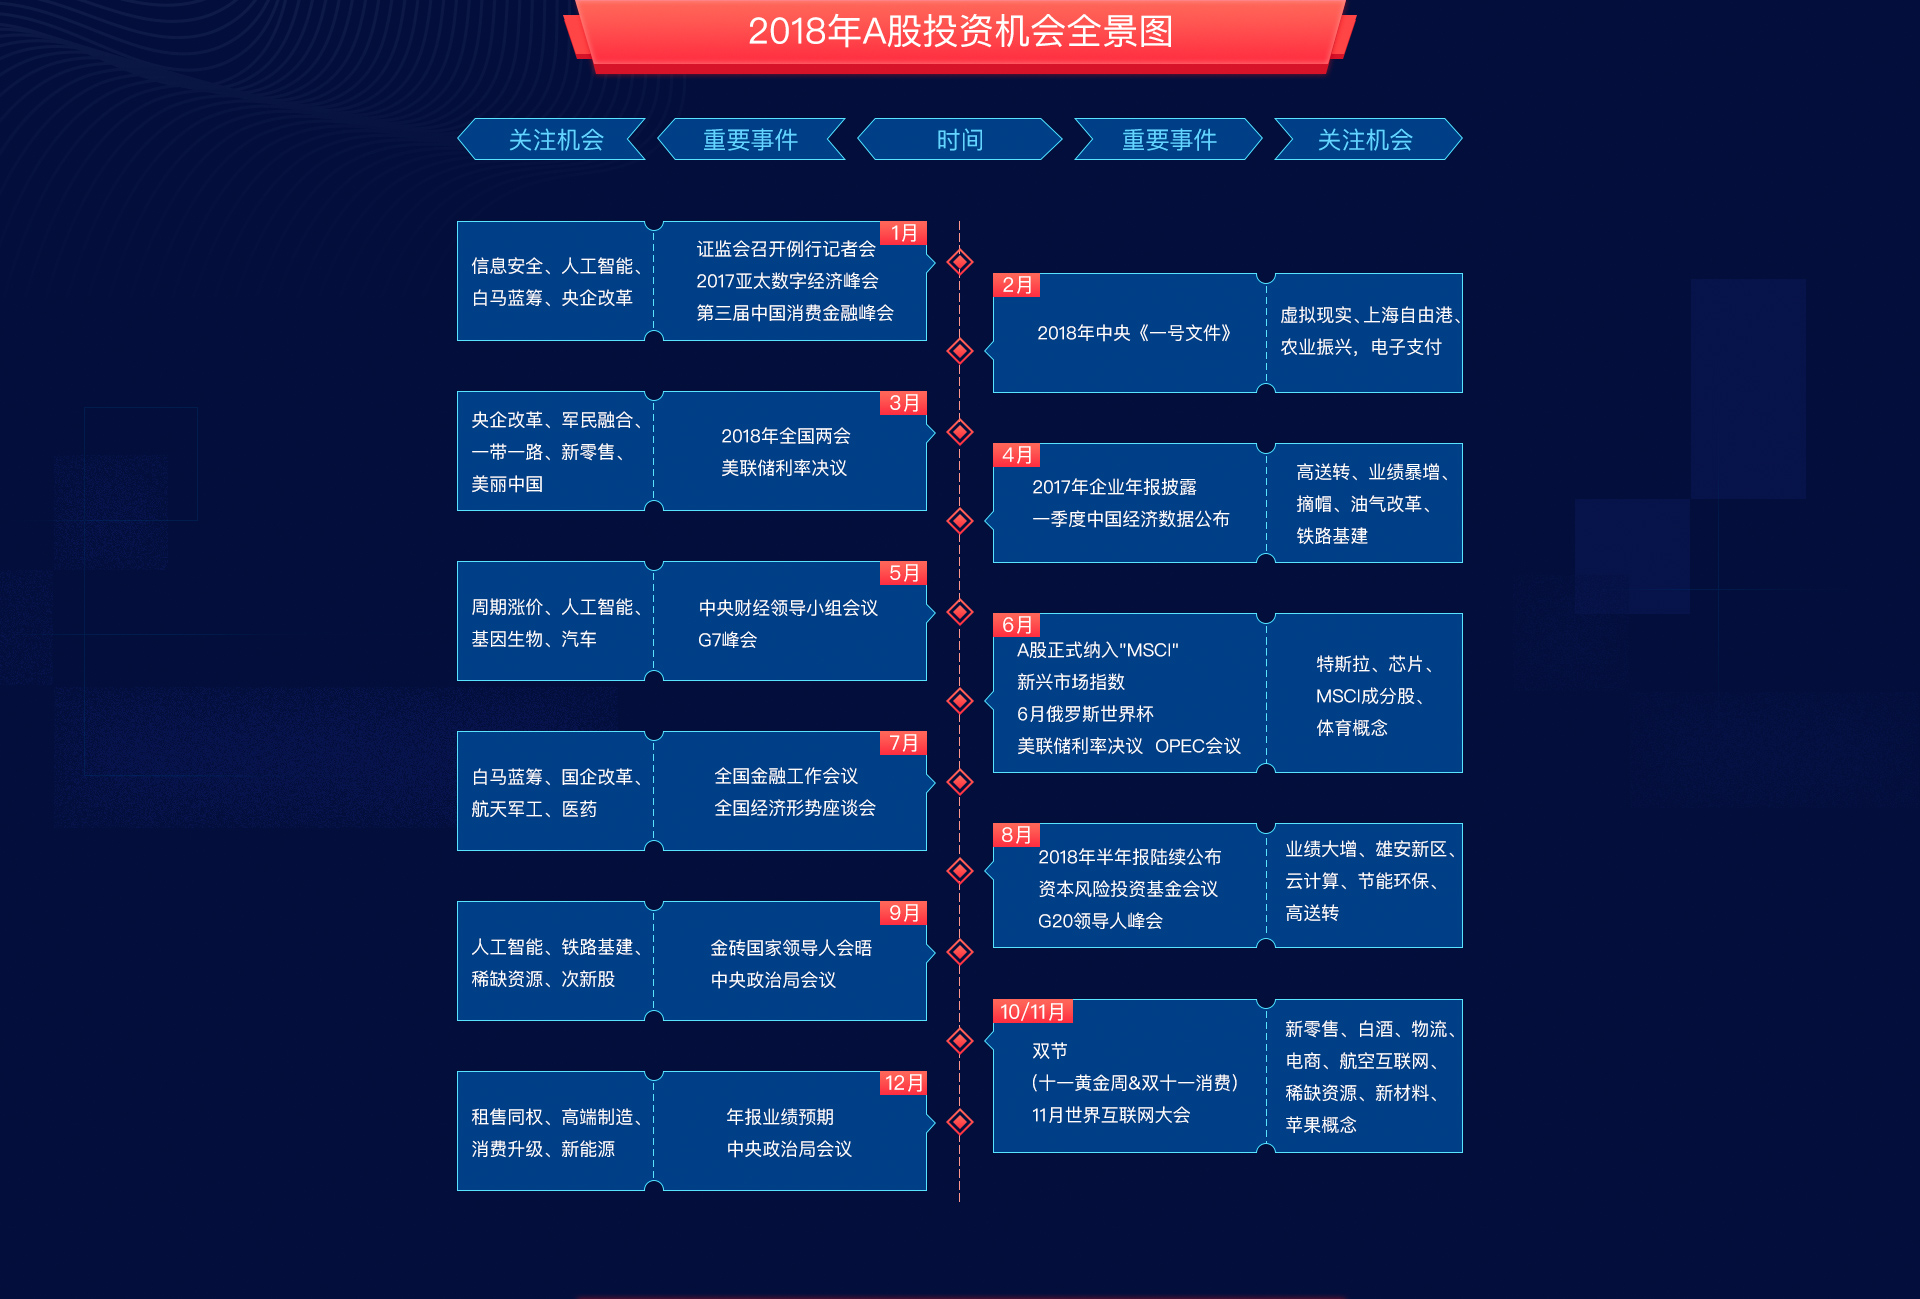 2018年A股投资机会全景图
关注机会
重要事件
时间
重要事件
关注机会
1月
信息安全、人工智能、
白马蓝筹、央企改革
证监会召开例行记者会
2017亚太数字经济峰会
第三届中国消费金融峰会
2月
2018年中央《一号文件》
虚拟现实、上海自由港、
农业振兴，电子支付
3月
央企改革、军民融合、
一带一路、新零售、
美丽中国
2018年全国两会
美联储利率决议
4月
2017年企业年报披露
一季度中国经济数据公布
高送转、业绩暴增、
摘帽、油气改革、
铁路基建
5月
周期涨价、人工智能、
基因生物、汽车
中央财经领导小组会议
G7峰会
6月
A股正式纳入"MSCI"
新兴市场指数
6月俄罗斯世界杯
美联储利率决议 OPEC会议
特斯拉、芯片、
MSCI成分股、
体育概念
7月
白马蓝筹、国企改革、
航天军工、医药
全国金融工作会议
全国经济形势座谈会
8月
2018年半年报陆续公布
资本风险投资基金会议
G20领导人峰会
业绩大增、雄安新区、
云计算、节能环保、
高送转
9月
人工智能、铁路基建、
稀缺资源、次新股
金砖国家领导人会晤
中央政治局会议
10/11月
双节
(十一黄金周&双十一消费)
11月世界互联网大会
新零售、白酒、物流、
电商、航空互联网、
稀缺资源、新材料、
苹果概念
12月
租售同权、高端制造、
消费升级、新能源
年报业绩预期
中央政治局会议